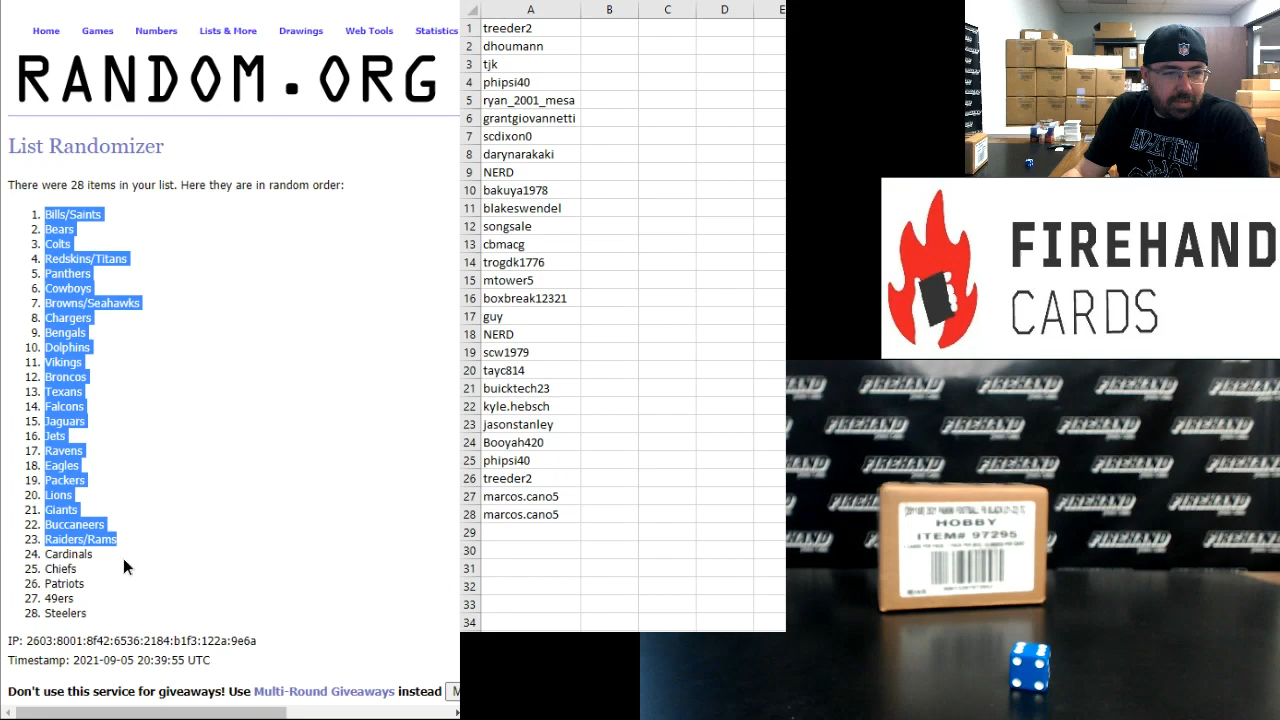 Home Games Numbers Lists & More Drawings Web Tools Statistics
RANDOM.ORG
List Randomizer
There were 28 items in your list. Here they are in random order:
1. Bills/Saints
2. Bears
3. Colts
4. Redskins/Titans
5. Panthers
6. Cowboys
7. Browns/Seahawks
8. Chargers
9. Bengals
10. Dolphins
11. Vikings
12. Broncos
13. Texans
14. Falcons
15. Jaguars
16. Jets
17. Ravens
18. Eagles
19. Packers
20. Lions
21. Giants
22. Buccaneers
23. Raiders/Rams
24. Cardinals
25. Chiefs
26. Patriots
27. 49ers
28. Steelers
IP: 2603:8001:8f42:6536:2184:b1f3:122a:9e6a
Timestamp: 2021-09-05 20:39:55 UTC
Don't use this service for giveaways! Use Multi-Round Giveaways instead
A B C D E
1 treeder2
2 dhoumann
3 tjk
4 phipsi40
5 ryan_2001_mesa
6 grantgiovannetti
7 scdixon0
8 darynarakaki
9 NERD
10 bakuya1978
11 blakeswendel
12 songsale
13 cbmacg
14 trogdk1776
15 mtower5
16 boxbreak12321
17 guy
18 NERD
19 scw1979
20 tayc814
21 buicktech23
22 kyle.hebsch
23 jasonstanley
24 Booyah420
25 phipsi40
26 treeder2
27 marcos.cano5
28 marcos.cano5
29
30
31
32
33
34
FIREHAND
CARDS
FIREHAND
HOBBY
ITEM# 97295